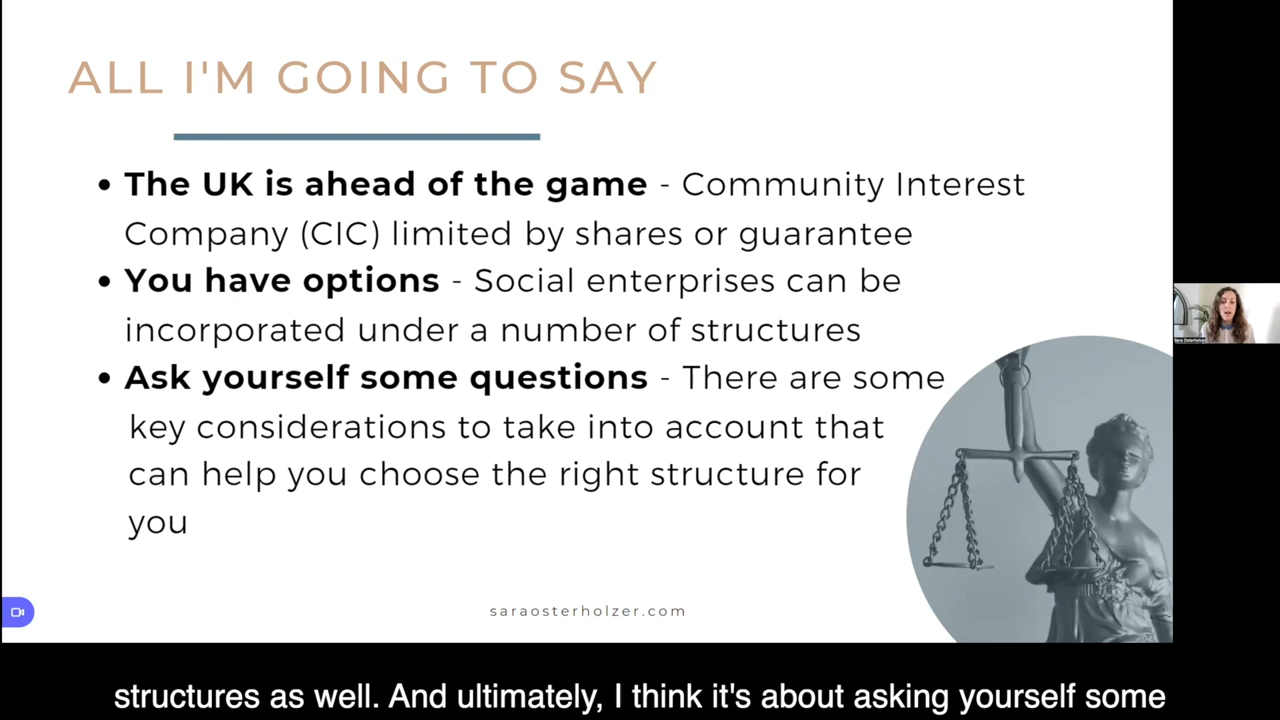 ALL I'M GOING TO SAY
• The UK is ahead of the game - Community Interest
Company (CIC) limited by shares or guarantee
• You have options - Social enterprises can be
incorporated under a number of structures
• Ask yourself some questions - There are some
key considerations to take into account that
can help you choose the right structure for
you
Sara Osterholzer
saraosterholzer.com
structures as well. And ultimately, I think it's about asking yourself some